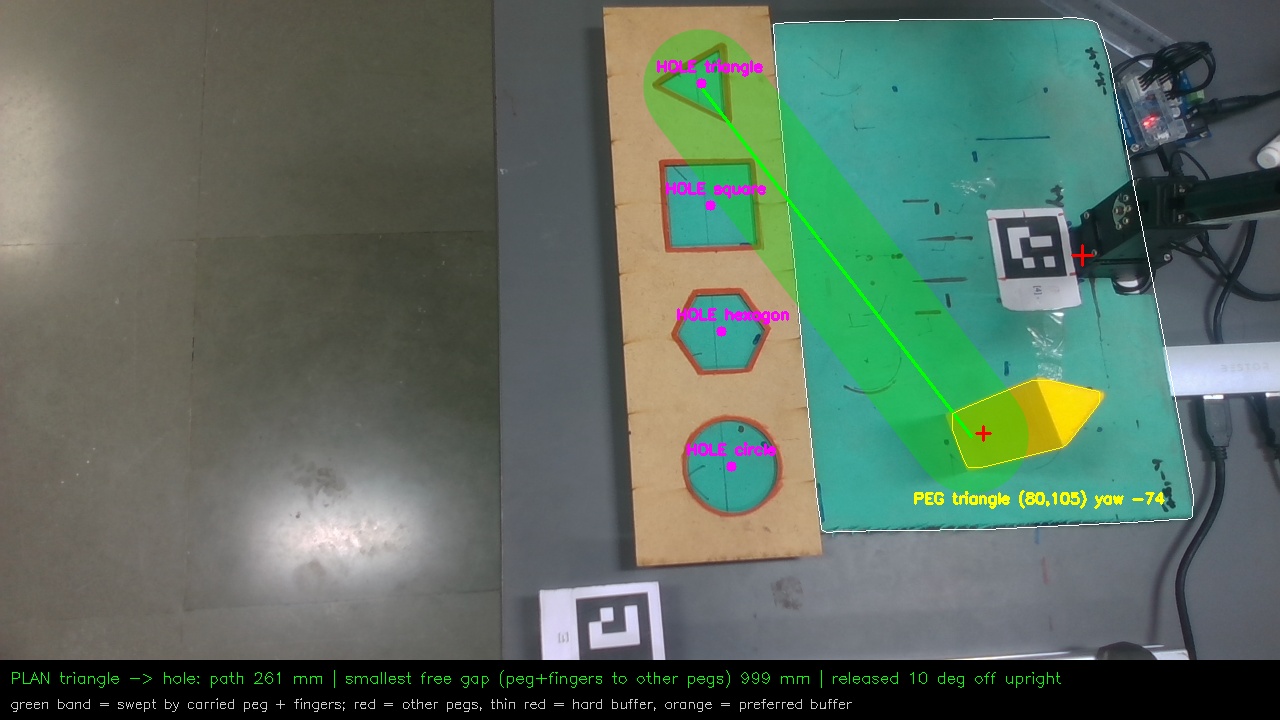 HOLE triangle
HOLE square
HOLE hexagon
HOLE circle
PEG triangle (80,105) yaw -74
PLAN triangle -> hole: path 261 mm | smallest free gap (peg+fingers to other pegs) 999 mm | released 10 deg off upright
green band = swept by carried peg + fingers; red = other pegs, thin red = hard buffer, orange = preferred buffer